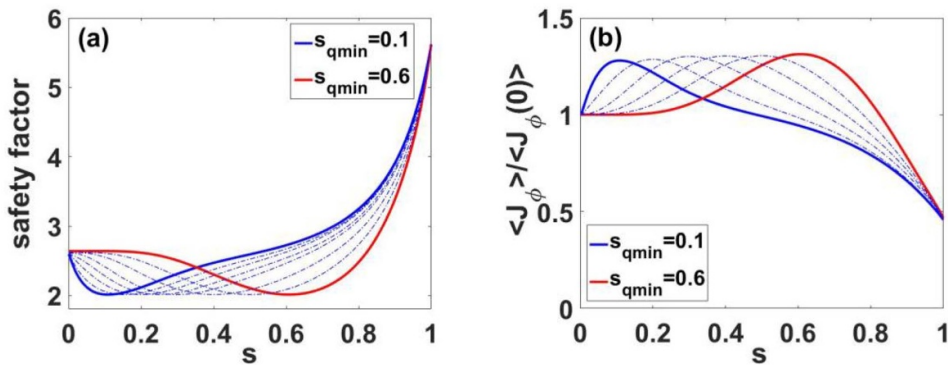 (a)
safety factor
6
5
4
3
2
0 0.2 0.4 0.6 0.8 1
s
s_qmin=0.1
s_qmin=0.6
(b)
<J_ϕ>/<J_ϕ(0)>
1.5
1
0.5
0
0 0.2 0.4 0.6 0.8 1
s
s_qmin=0.1
s_qmin=0.6